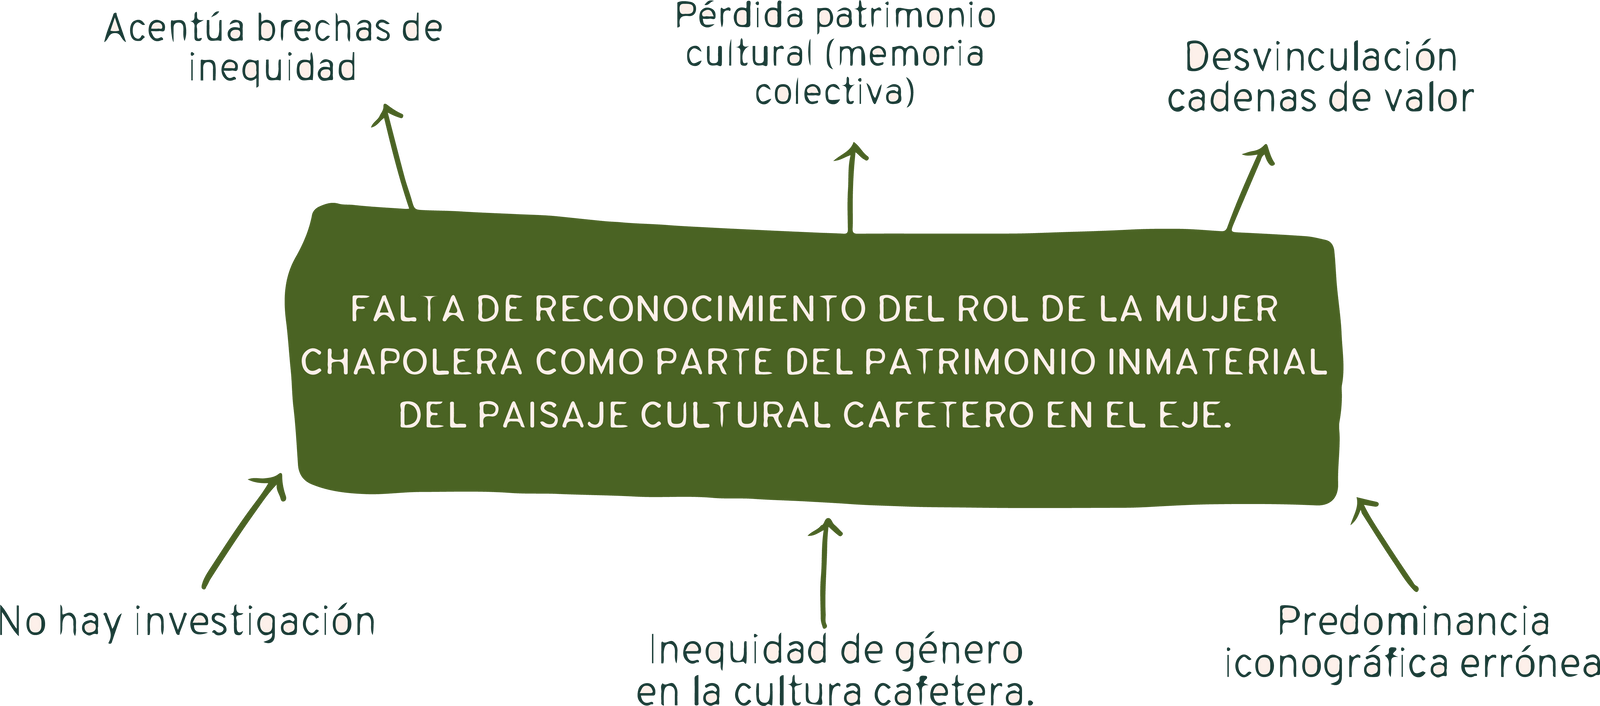 Acentúa brechas de
inequidad
Pérdida patrimonio
cultural (memoria
colectiva)
Desvinculación
cadenas de valor
FALTA DE RECONOCIMIENTO DEL ROL DE LA MUJER
CHAPOLERA COMO PARTE DEL PATRIMONIO INMATERIAL
DEL PAISAJE CULTURAL CAFETERO EN EL EJE.
No hay investigación
Inequidad de género
en la cultura cafetera.
Predominancia
iconográfica errónea